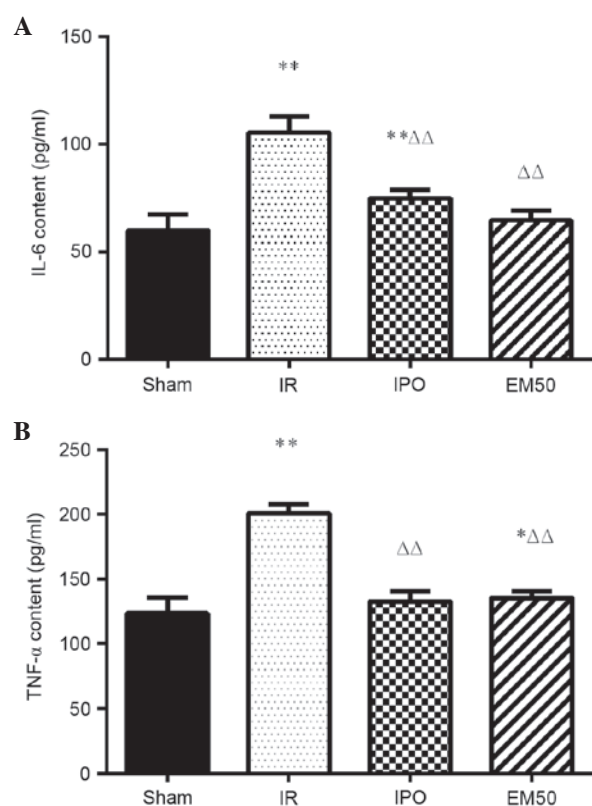 A
150
100
50
0
IL-6 content (pg/ml)
**
**ΔΔ
ΔΔ
Sham IR IPO EM50
B
250
200
150
100
50
0
TNF-α content (pg/ml)
**
ΔΔ
*ΔΔ
Sham IR IPO EM50